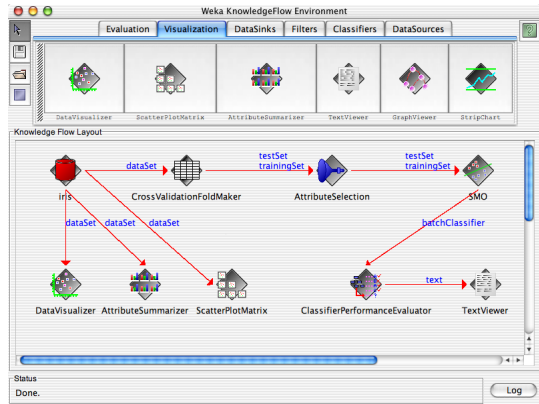 Weka KnowledgeFlow Environment
Evaluation Visualization DataSinks Filters Classifiers DataSources
?
DataVisualizer ScatterPlotMatrix AttributeSummarizer TextViewer GraphViewer StripChart
Knowledge Flow Layout
dataSet testSet trainingSet testSet trainingSet
iris CrossValidationFoldMaker AttributeSelection SMO
dataSet dataSet dataSet batchClassifier
text
DataVisualizer AttributeSummarizer ScatterPlotMatrix ClassifierPerformanceEvaluator TextViewer
Status
Done.
Log